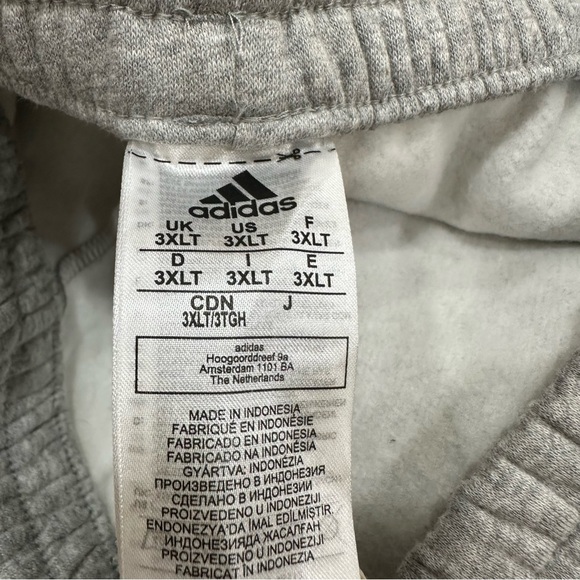 adidas
UK US F
3XLT 3XLT 3XLT
D I E
3XLT 3XLT 3XLT
CDN J
3XLT/3TGH
adidas
Hoogoorddreef 9a
Amsterdam 1101 BA
The Netherlands
MADE IN INDONESIA
FABRIQUÉ EN INDONÉSIE
FABRICADO EN INDONESIA
FABRICADO NA INDONÉSIA
GYÁRTVA: INDONÉZIA
ПРОИЗВЕДЕНО В ИНДОНЕЗИЯ
СДЕЛАНО В ИНДОНЕЗИИ
PROIZVEDENO U INDONEZIJI
ENDONEZYA'DA İMAL EDİLMİŞTİR
ИНДОНЕЗИЯДА ЖАСАЛҒАН
PROIZVEDENO U INDONEZIJI
FABRICAT ÎN INDONEZIA